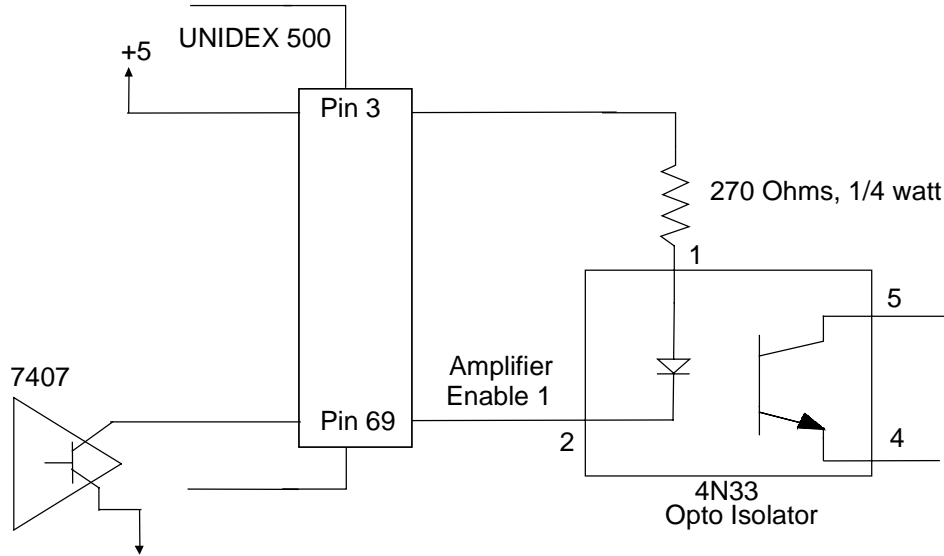 UNIDEX 500
+5
Pin 3
270 Ohms, 1/4 watt
1
5
Amplifier
Enable 1
7407
Pin 69
2
4
4N33
Opto Isolator